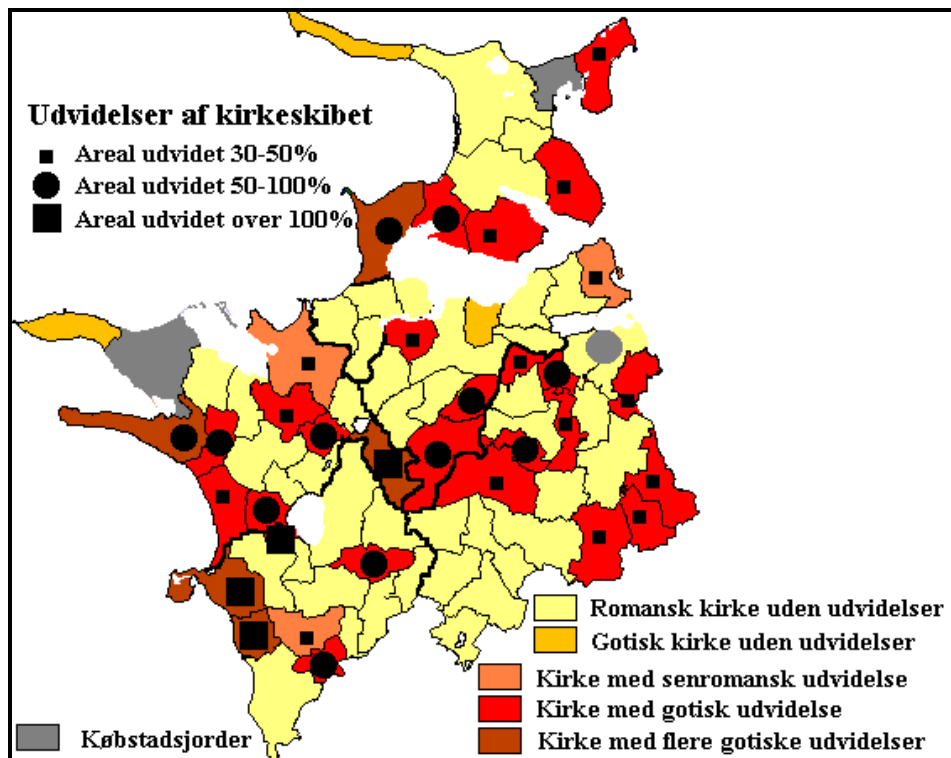 Udvidelser af kirkeskibet
Areal udvidet 30-50%
Areal udvidet 50-100%
Areal udvidet over 100%
Romansk kirke uden udvidelser
Gotisk kirke uden udvidelser
Kirke med senromansk udvidelse
Kirke med gotisk udvidelse
Kirke med flere gotiske udvidelser
Købstadsjorder